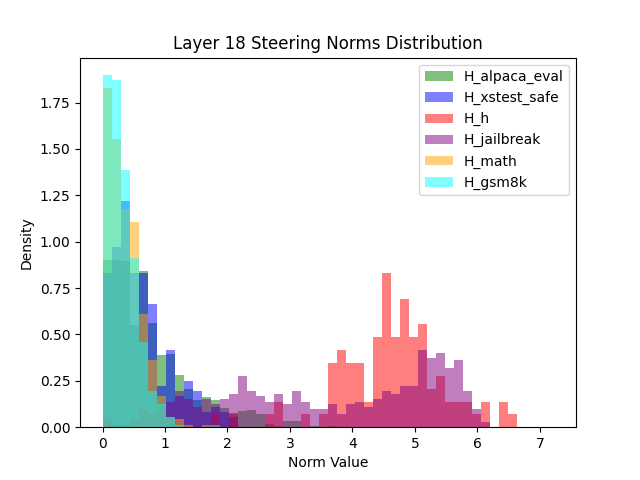 Layer 18 Steering Norms Distribution
H_alpaca_eval
H_xstest_safe
H_h
H_jailbreak
H_math
H_gsm8k
Density
1.75
1.50
1.25
1.00
0.75
0.50
0.25
0.00
0 1 2 3 4 5 6 7
Norm Value